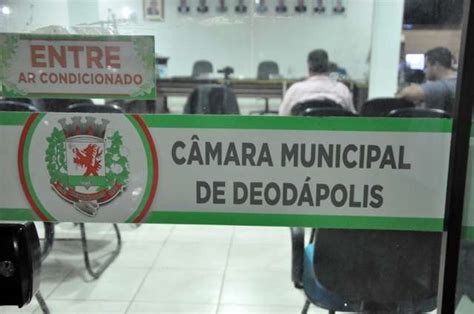 ENTRE
AR CONDICIONADO
CÂMARA MUNICIPAL
DE DEODÁPOLIS